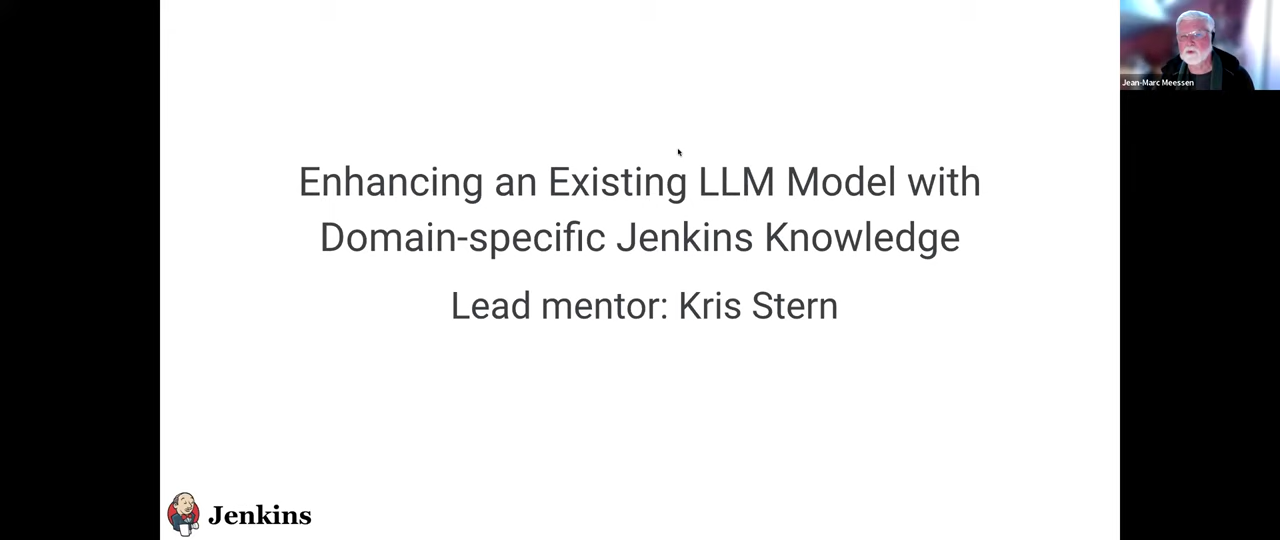 Jean-Marc Meessen
Enhancing an Existing LLM Model with
Domain-specific Jenkins Knowledge
Lead mentor: Kris Stern
Jenkins